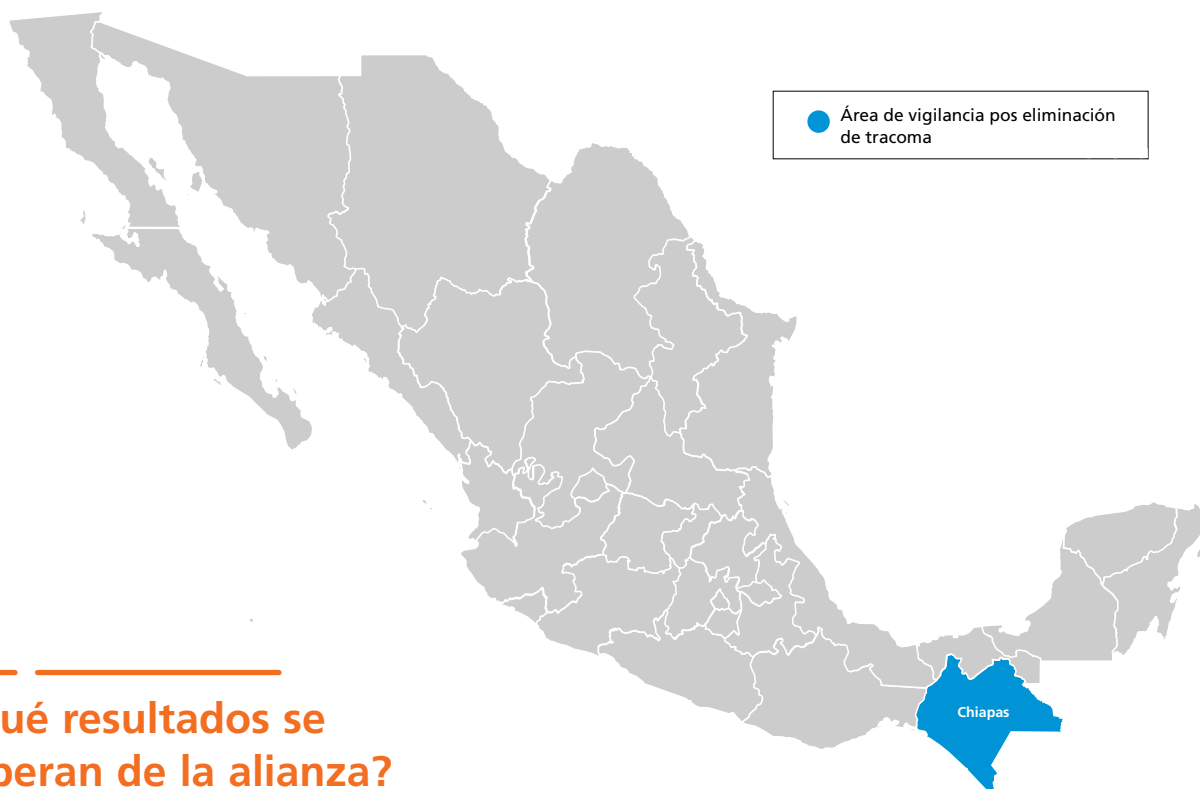 Área de vigilancia pos eliminación
de tracoma
Chiapas
ué resultados se
peran de la alianza?